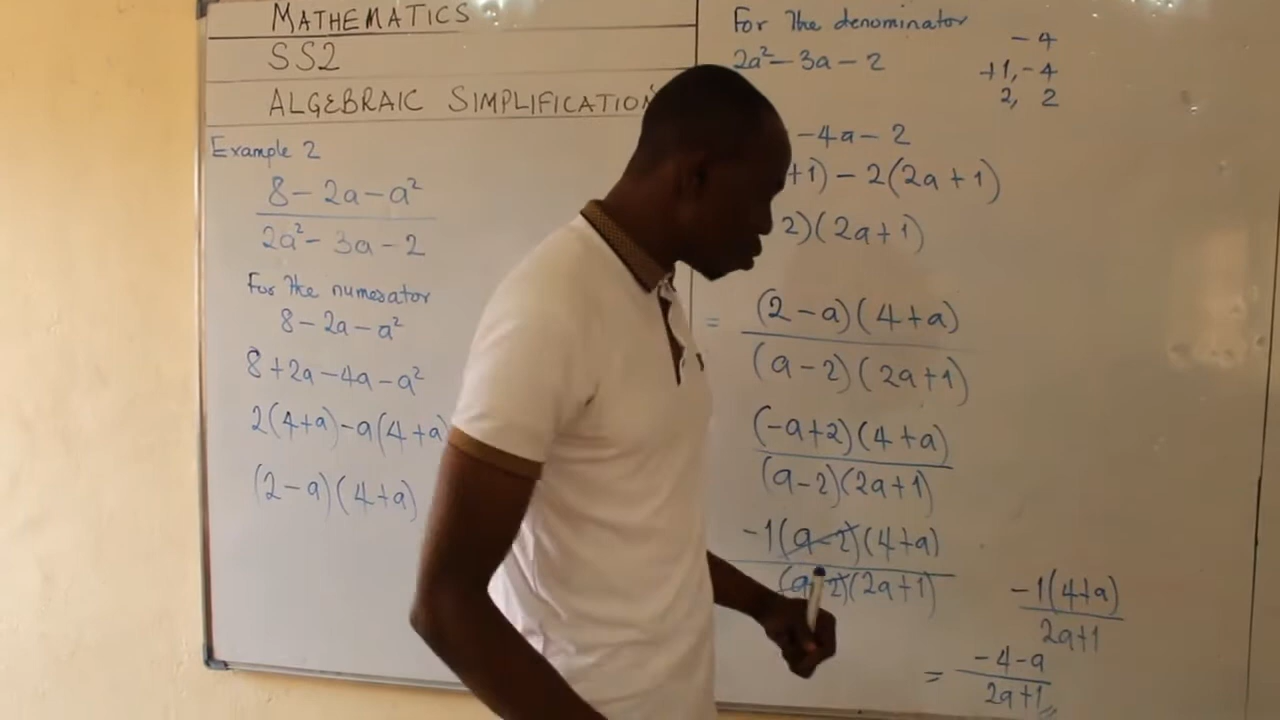 MATHEMATICS
SS2
ALGEBRAIC SIMPLIFICATION
Example 2
8 - 2a - a²
2a² - 3a - 2
For the numerator
8 - 2a - a²
8 + 2a - 4a - a²
2(4+a) - a(4+a)
(2 - a)(4+a)
For the denominator
2a² - 3a - 2
- 4
+1, - 4
2, 2
- 4a - 2
+1) - 2(2a + 1)
2)(2a + 1)
= (2 - a)(4+a)
(a - 2)(2a+1)
(-a+2)(4+a)
(a-2)(2a+1)
-1(a-2)(4+a)
(a-2)(2a+1)
-1(4+a)
2a+1
= -4-a
2a+1